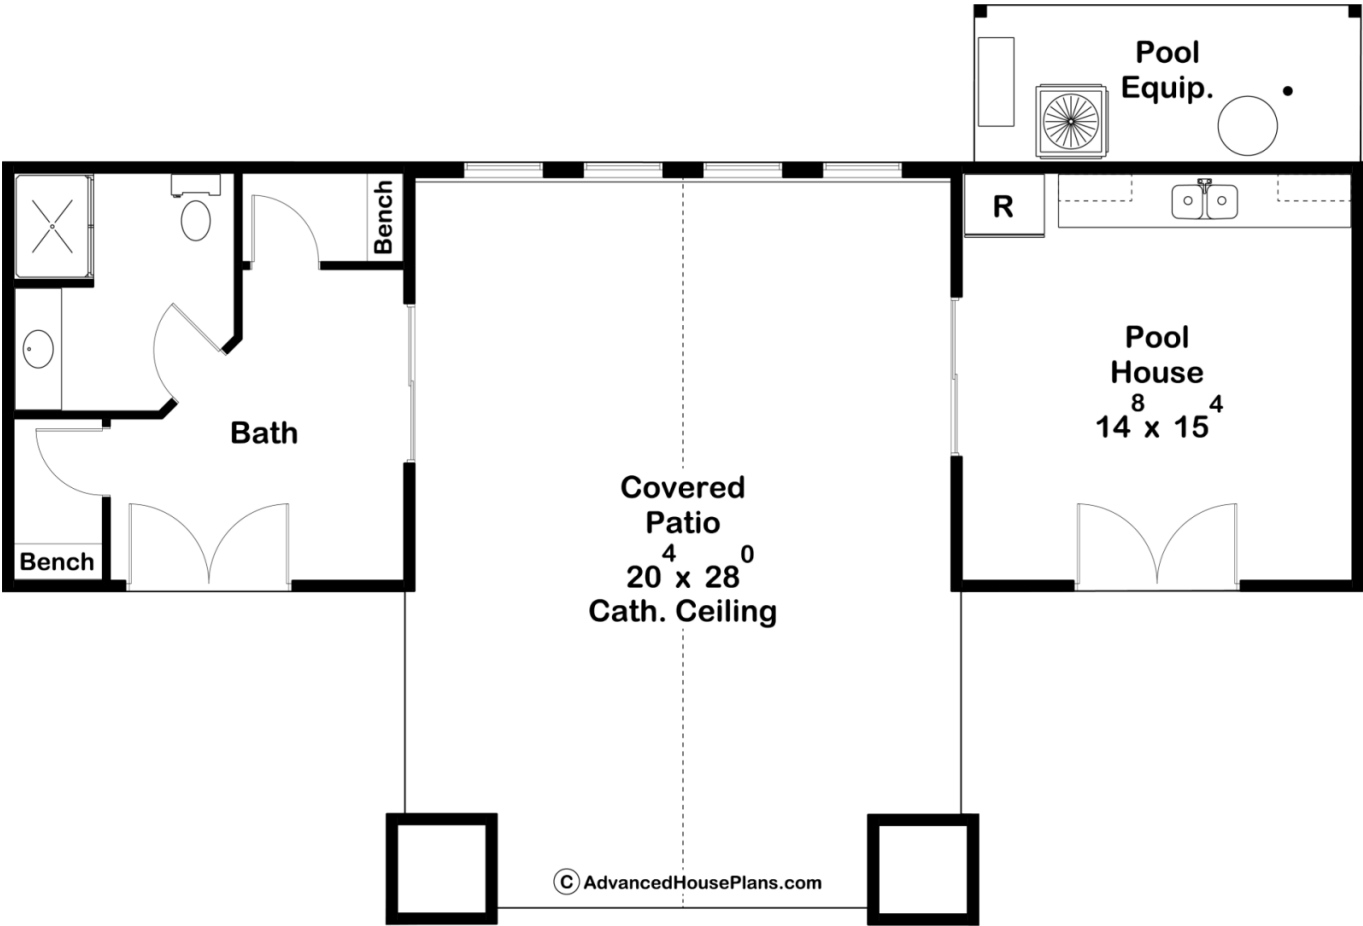 Pool
Equip.
Bench
R
Pool
House
14⁸ x 15⁴
Bath
Covered
Patio
20⁴ x 28⁰
Cath. Ceiling
Bench
© AdvancedHousePlans.com